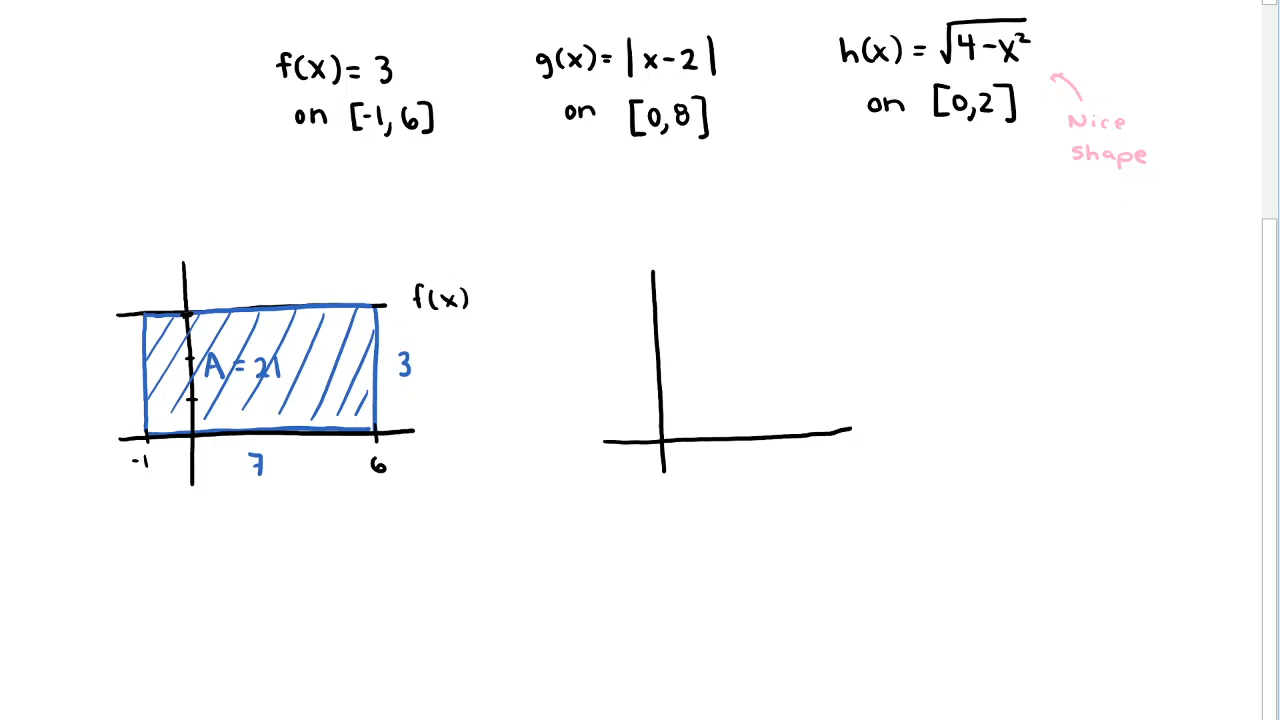 f(x) = 3
on [-1, 6]
g(x) = |x-2|
on [0, 8]
h(x) = √4-x²
on [0, 2]
Nice
shape
f(x)
A = 21
3
-1
7
6